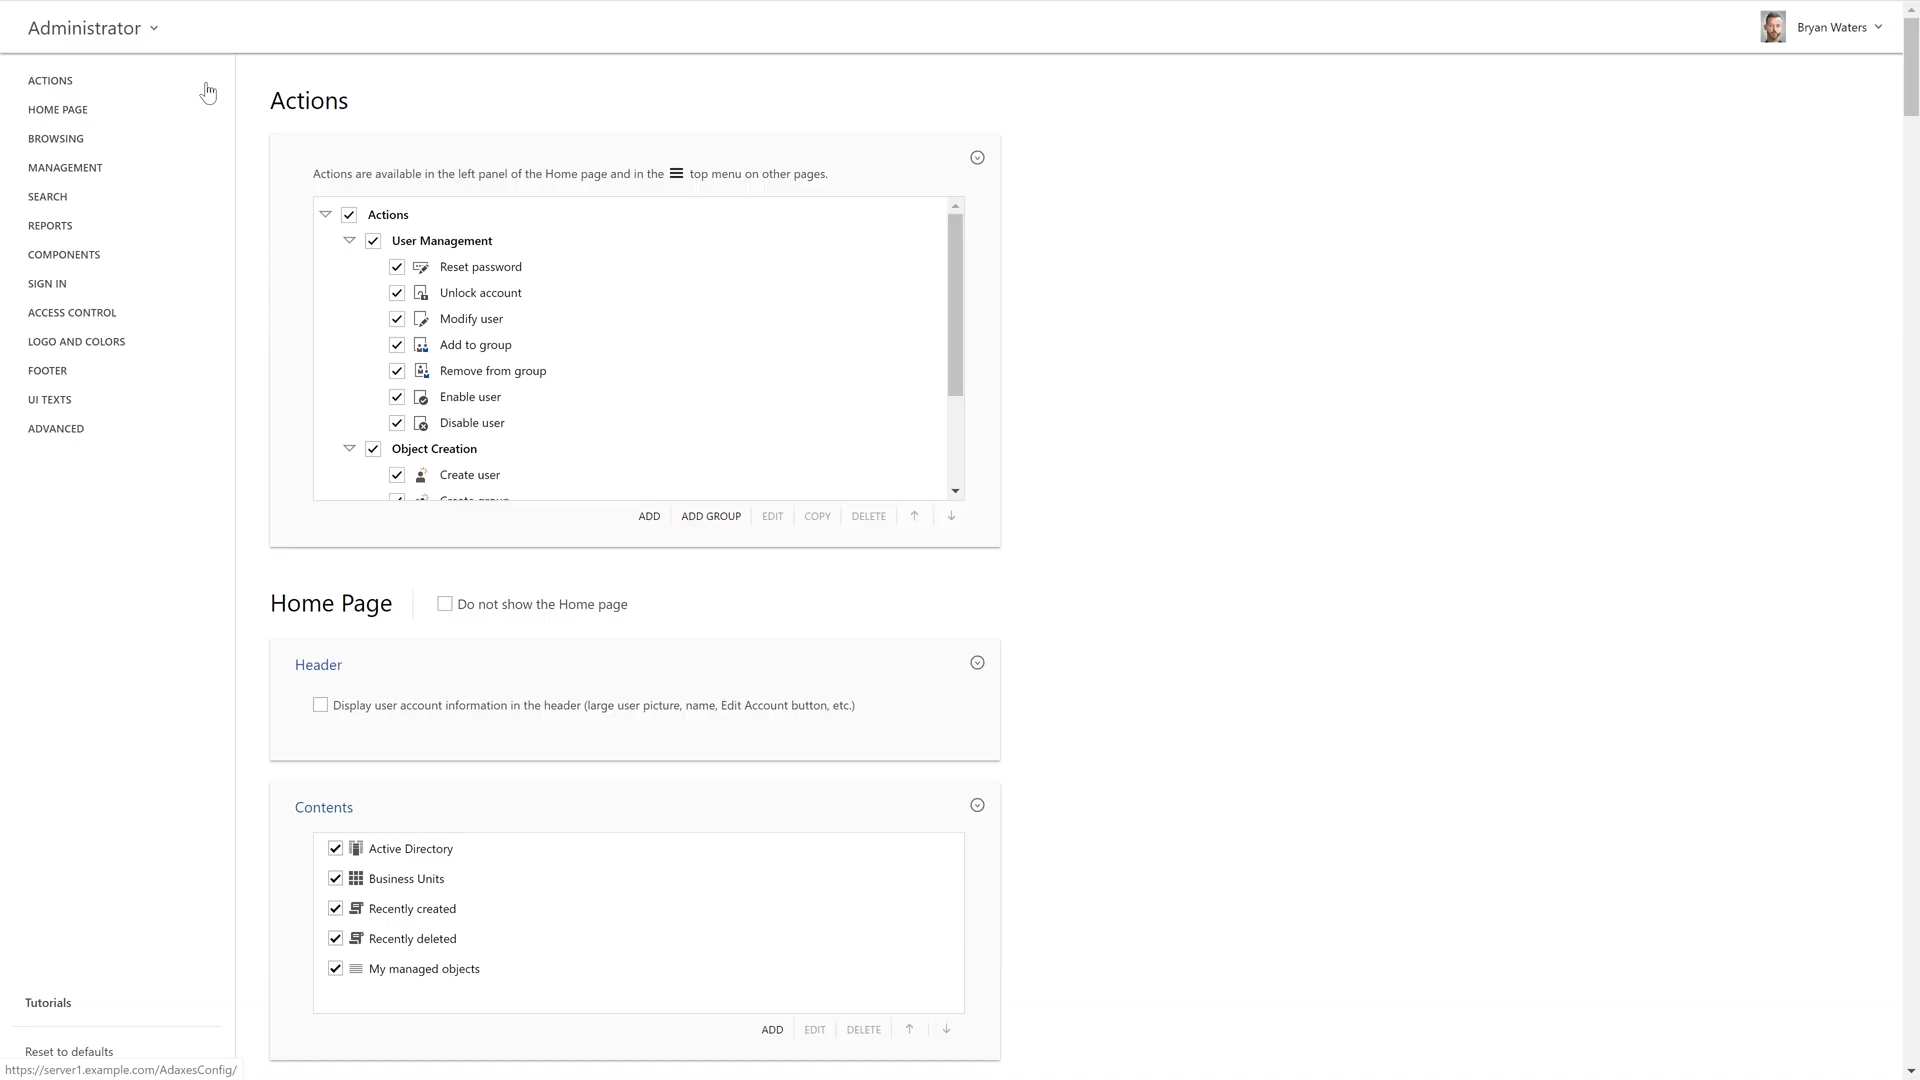 Administrator
Bryan Waters
ACTIONS
HOME PAGE
BROWSING
MANAGEMENT
SEARCH
REPORTS
COMPONENTS
SIGN IN
ACCESS CONTROL
LOGO AND COLORS
FOOTER
UI TEXTS
ADVANCED
Tutorials
Reset to defaults
https://server1.example.com/AdaxesConfig/
Actions
Actions are available in the left panel of the Home page and in the top menu on other pages.
Actions
User Management
Reset password
Unlock account
Modify user
Add to group
Remove from group
Enable user
Disable user
Object Creation
Create user
Create group
ADD ADD GROUP EDIT COPY DELETE
Home Page Do not show the Home page
Header
Display user account information in the header (large user picture, name, Edit Account button, etc.)
Contents
Active Directory
Business Units
Recently created
Recently deleted
My managed objects
ADD EDIT DELETE